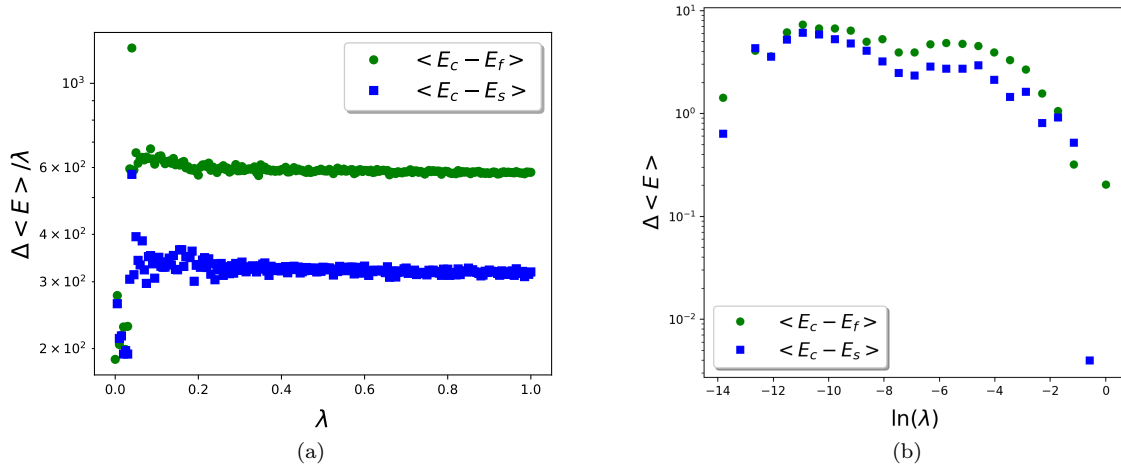 10³
6 × 10²
4 × 10²
3 × 10²
2 × 10²
Δ < E > /λ
< E_c − E_f >
< E_c − E_s >
0.0 0.2 0.4 0.6 0.8 1.0
λ
(a)
10¹
10⁰
10⁻¹
10⁻²
Δ < E >
< E_c − E_f >
< E_c − E_s >
−14 −12 −10 −8 −6 −4 −2 0
ln(λ)
(b)